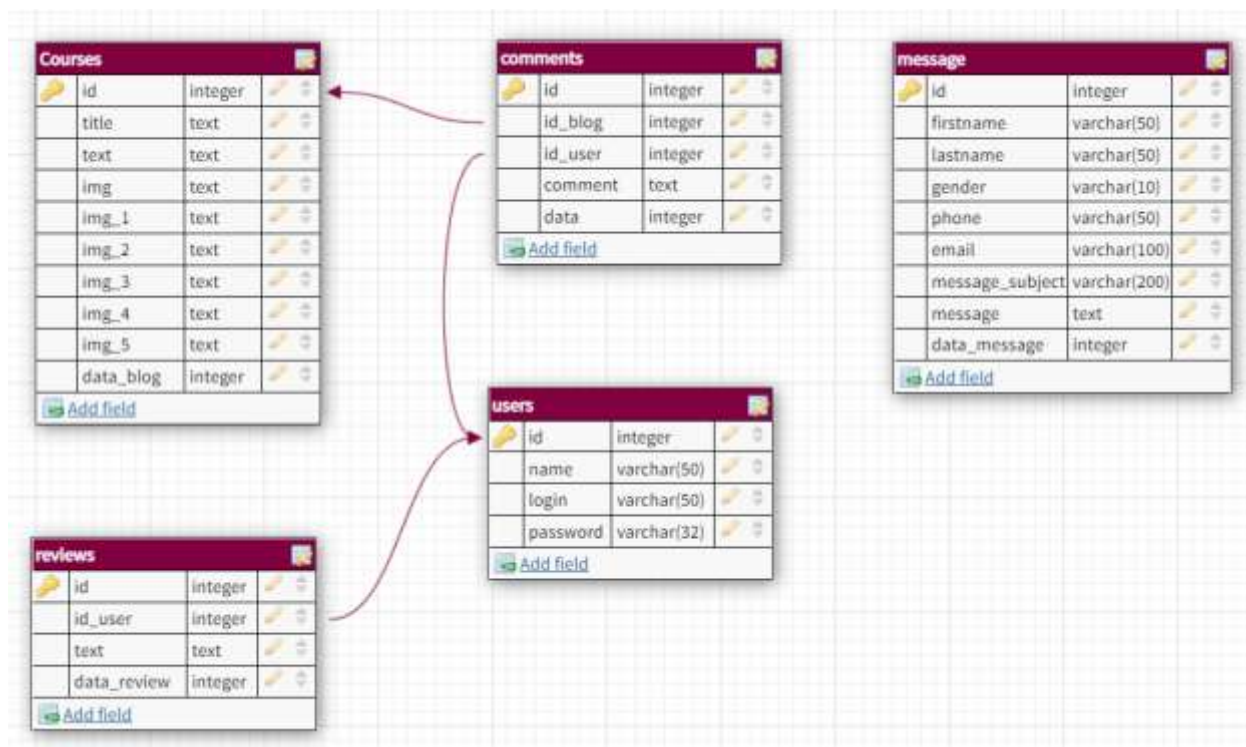 Courses
id integer
title text
text text
img text
img_1 text
img_2 text
img_3 text
img_4 text
img_5 text
data_blog integer
Add field
comments
id integer
id_blog integer
id_user integer
comment text
data integer
Add field
message
id integer
firstname varchar(50)
lastname varchar(50)
gender varchar(10)
phone varchar(50)
email varchar(100)
message_subject varchar(200)
message text
data_message integer
Add field
users
id integer
name varchar(50)
login varchar(50)
password varchar(32)
Add field
reviews
id integer
id_user integer
text text
data_review integer
Add field